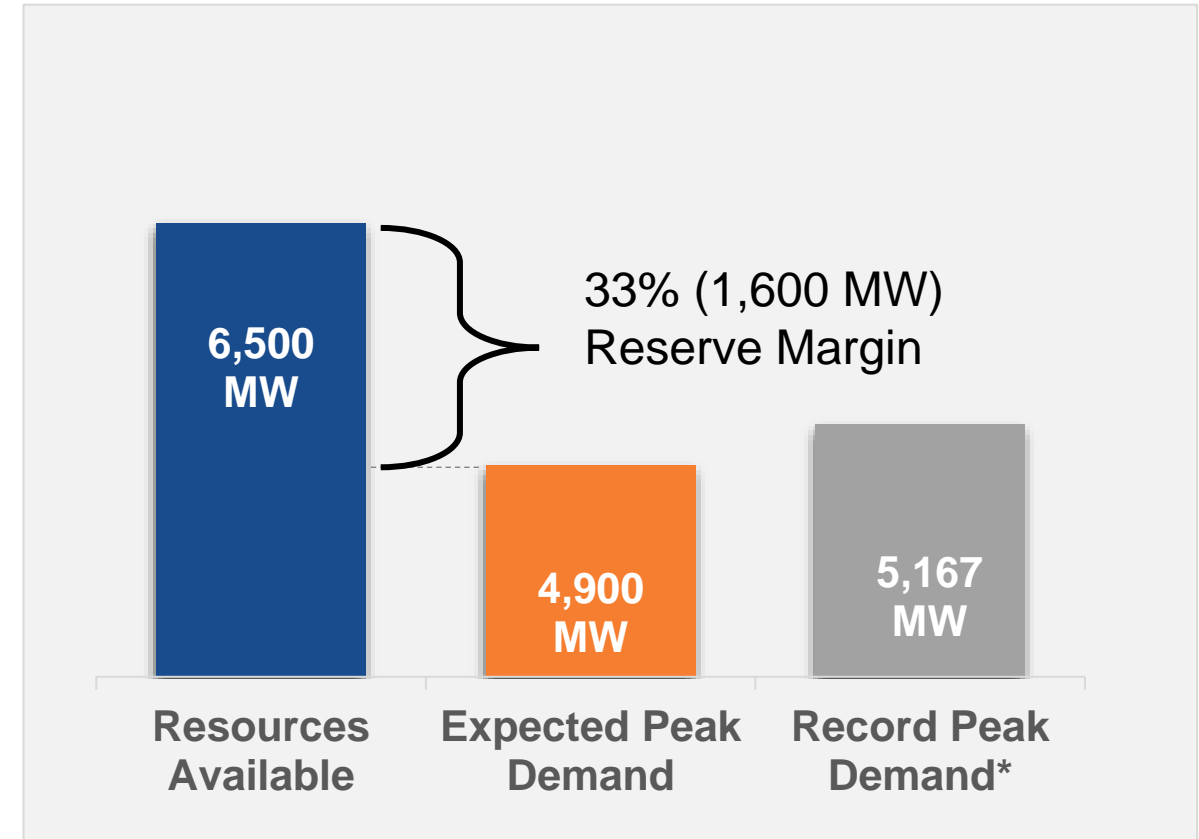 33% (1,600 MW)
Reserve Margin
6,500
MW
4,900
MW
5,167
MW
Resources
Available
Expected Peak
Demand
Record Peak
Demand*